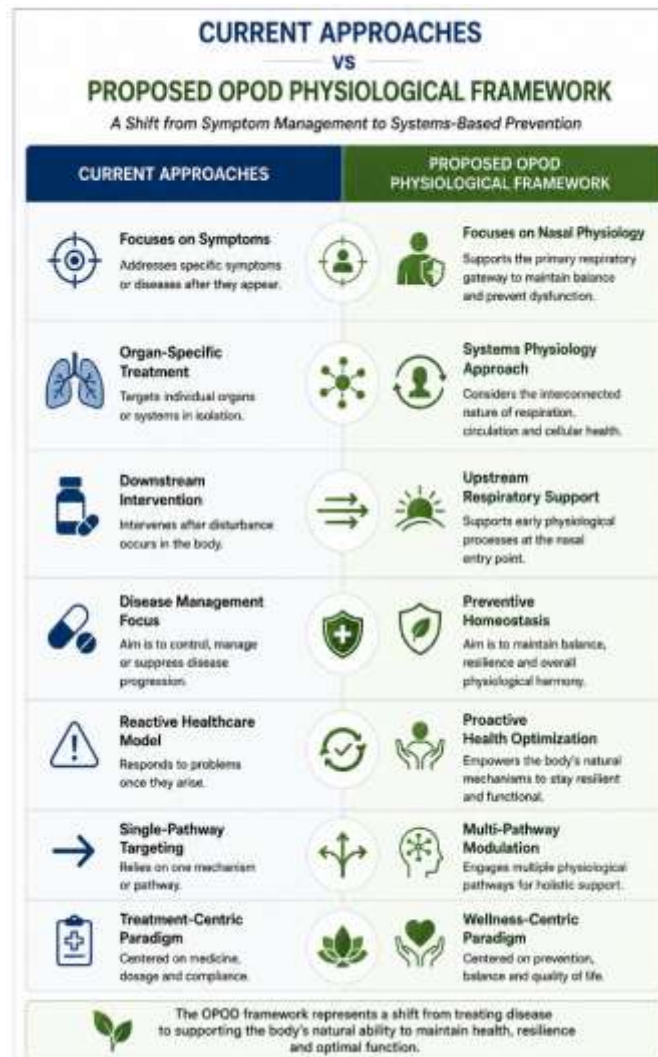 CURRENT APPROACHES
VS
PROPOSED OPOD PHYSIOLOGICAL FRAMEWORK
A Shift from Symptom Management to Systems-Based Prevention
CURRENT APPROACHES
PROPOSED OPOD
PHYSIOLOGICAL FRAMEWORK
Focuses on Symptoms
Addresses specific symptoms
or diseases after they appear.
Focuses on Nasal Physiology
Supports the primary respiratory
gateway to maintain balance
and prevent dysfunction.
Organ-Specific
Treatment
Targets individual organs
or systems in isolation.
Systems Physiology
Approach
Considers the interconnected
nature of respiration,
circulation and cellular health.
Downstream
Intervention
Intervenes after disturbance
occurs in the body.
Upstream
Respiratory Support
Supports early physiological
processes at the nasal
entry point.
Disease Management
Focus
Aim is to control, manage
or suppress disease
progression.
Preventive
Homeostasis
Aim is to maintain balance,
resilience and overall
physiological harmony.
Reactive Healthcare
Model
Responds to problems
once they arise.
Proactive
Health Optimization
Empowers the body's natural
mechanisms to stay resilient
and functional.
Single-Pathway
Targeting
Relies on one mechanism
or pathway.
Multi-Pathway
Modulation
Engages multiple physiological
pathways for holistic support.
Treatment-Centric
Paradigm
Centered on medicine,
dosage and compliance.
Wellness-Centric
Paradigm
Centered on prevention,
balance and quality of life.
The OPOD framework represents a shift from treating disease
to supporting the body's natural ability to maintain health, resilience
and optimal function.